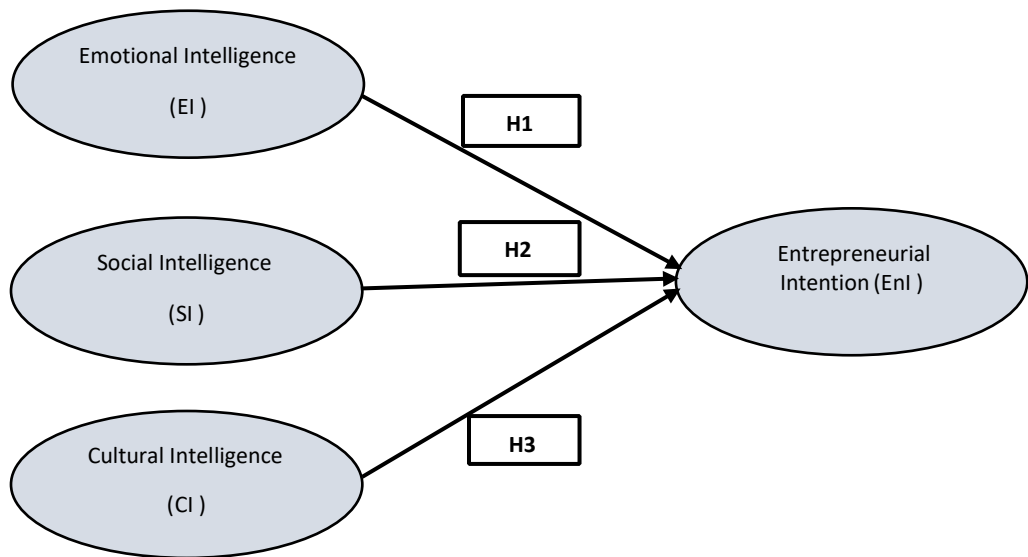 Emotional Intelligence
(EI )
H1
Social Intelligence
(SI )
H2
Entrepreneurial
Intention (EnI )
Cultural Intelligence
(CI )
H3